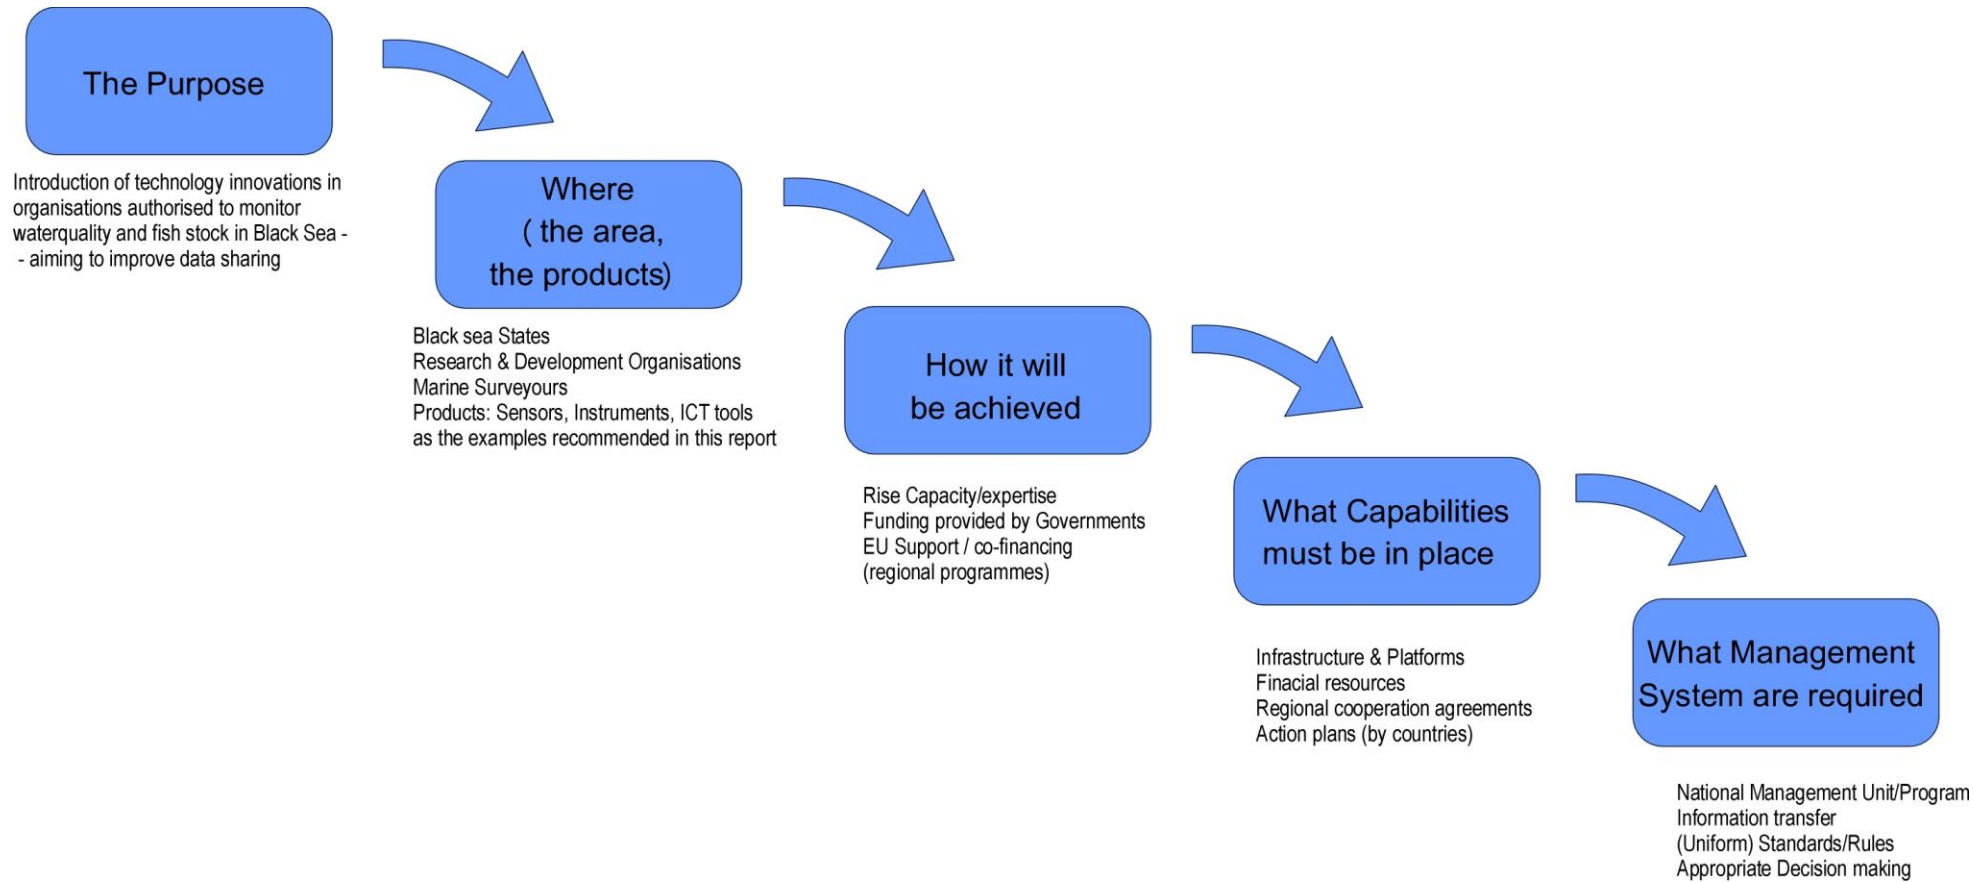 The Purpose
Introduction of technology innovations in
organisations authorised to monitor
waterquality and fish stock in Black Sea -
- aiming to improve data sharing
Where
( the area,
the products)
Black sea States
Research & Development Organisations
Marine Surveyours
Products: Sensors, Instruments, ICT tools
as the examples recommended in this report
How it will
be achieved
Rise Capacity/expertise
Funding provided by Governments
EU Support / co-financing
(regional programmes)
What Capabilities
must be in place
Infrastructure & Platforms
Finacial resources
Regional cooperation agreements
Action plans (by countries)
What Management
System are required
National Management Unit/Program
Information transfer
(Uniform) Standards/Rules
Appropriate Decision making